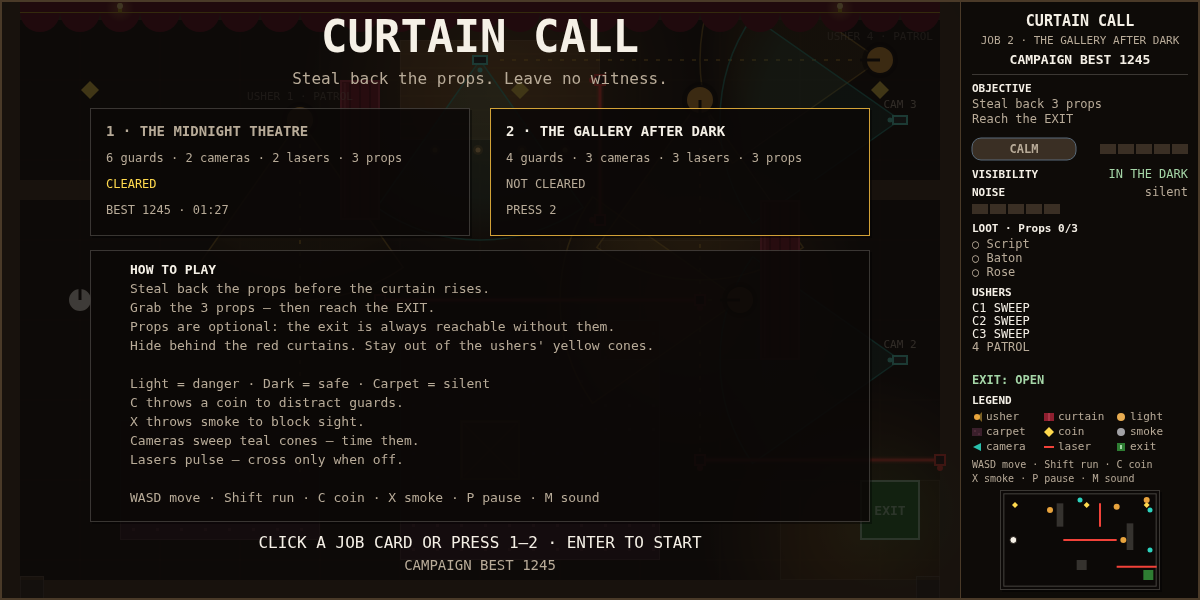 CURTAIN CALL
Steal back the props. Leave no witness.
USHER 4 · PATROL
USHER 1 · PATROL
CAM 3
1 · THE MIDNIGHT THEATRE
6 guards · 2 cameras · 2 lasers · 3 props
CLEARED
BEST 1245 · 01:27
2 · THE GALLERY AFTER DARK
4 guards · 3 cameras · 3 lasers · 3 props
NOT CLEARED
PRESS 2
HOW TO PLAY
Steal back the props before the curtain rises.
Grab the 3 props — then reach the EXIT.
Props are optional: the exit is always reachable without them.
Hide behind the red curtains. Stay out of the ushers' yellow cones.
Light = danger · Dark = safe · Carpet = silent
C throws a coin to distract guards.
X throws smoke to block sight.
Cameras sweep teal cones — time them.
Lasers pulse — cross only when off.
WASD move · Shift run · C coin · X smoke · P pause · M sound
CAM 2
EXIT
CLICK A JOB CARD OR PRESS 1–2 · ENTER TO START
CAMPAIGN BEST 1245
CURTAIN CALL
JOB 2 · THE GALLERY AFTER DARK
CAMPAIGN BEST 1245
OBJECTIVE
Steal back 3 props
Reach the EXIT
CALM
VISIBILITY IN THE DARK
NOISE silent
LOOT · Props 0/3
○ Script
○ Baton
○ Rose
USHERS
C1 SWEEP
C2 SWEEP
C3 SWEEP
4 PATROL
EXIT: OPEN
LEGEND
usher curtain light
carpet coin smoke
camera laser exit
WASD move · Shift run · C coin
X smoke · P pause · M sound